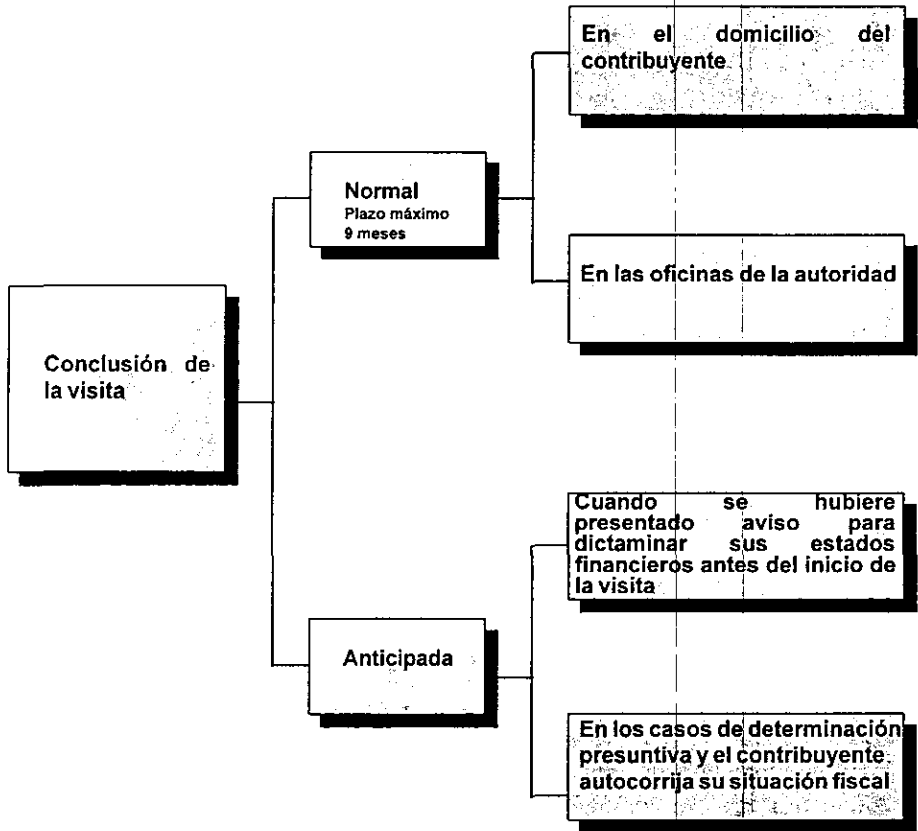 Conclusión de
la visita
Normal
Plazo máximo
9 meses
En el domicilio del
contribuyente
En las oficinas de la autoridad
Anticipada
Cuando se hubiere
presentado aviso para
dictaminar sus estados
financieros antes del inicio de
la visita
En los casos de determinación
presuntiva y el contribuyente
autocorrija su situación fiscal